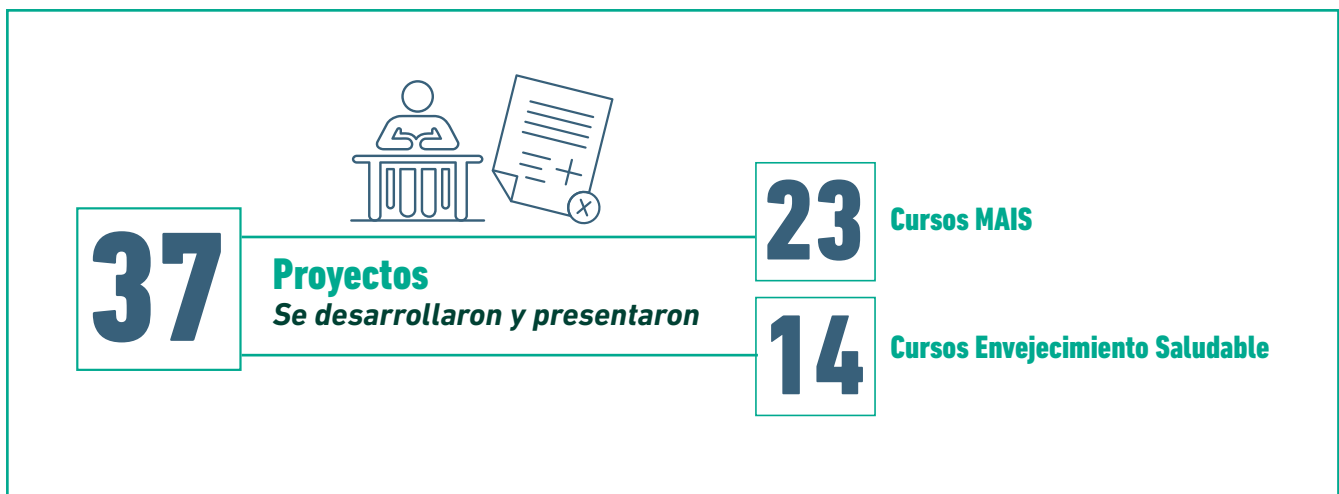 37
Proyectos
Se desarrollaron y presentaron
23
Cursos MAIS
14
Cursos Envejecimiento Saludable